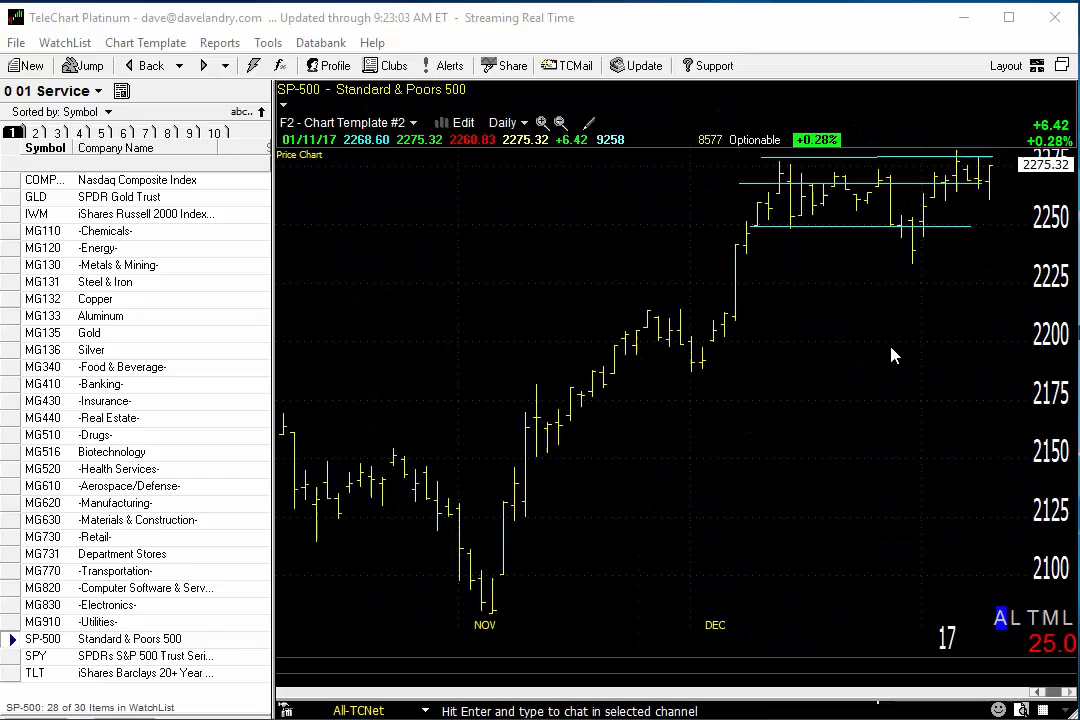 TeleChart Platinum - dave@davelandry.com ... Updated through 9:23:03 AM ET - Streaming Real Time
File WatchList Chart Template Reports Tools Databank Help
New Jump Back Profile Clubs Alerts Share TCMail Update Support Layout
0 01 Service
Sorted by: Symbol abc..
1 2 3 4 5 6 7 8 9 10
Symbol Company Name
COMP... Nasdaq Composite Index
GLD SPDR Gold Trust
IWM iShares Russell 2000 Index...
MG110 -Chemicals-
MG120 -Energy-
MG130 -Metals & Mining-
MG131 Steel & Iron
MG132 Copper
MG133 Aluminum
MG135 Gold
MG136 Silver
MG340 -Food & Beverage-
MG410 -Banking-
MG430 -Insurance-
MG440 -Real Estate-
MG510 -Drugs-
MG516 Biotechnology
MG520 -Health Services-
MG610 -Aerospace/Defense-
MG620 -Manufacturing-
MG630 -Materials & Construction-
MG730 -Retail-
MG731 Department Stores
MG770 -Transportation-
MG820 -Computer Software & Serv...
MG830 -Electronics-
MG910 -Utilities-
SP-500 Standard & Poors 500
SPY SPDRs S&P 500 Trust Seri...
TLT iShares Barclays 20+ Year ...
SP-500: 28 of 30 Items in WatchList
SP-500 - Standard & Poors 500
F2 - Chart Template #2 Edit Daily
01/11/17 2268.60 2275.32 2260.83 2275.32 +6.42 9258 8577 Optionable +0.28%
Price Chart
+6.42
+0.28%
2275
2275.32
2250
2225
2200
2175
2150
2125
2100
NOV DEC 17
A L T M L
25.0
All-TCNet Hit Enter and type to chat in selected channel